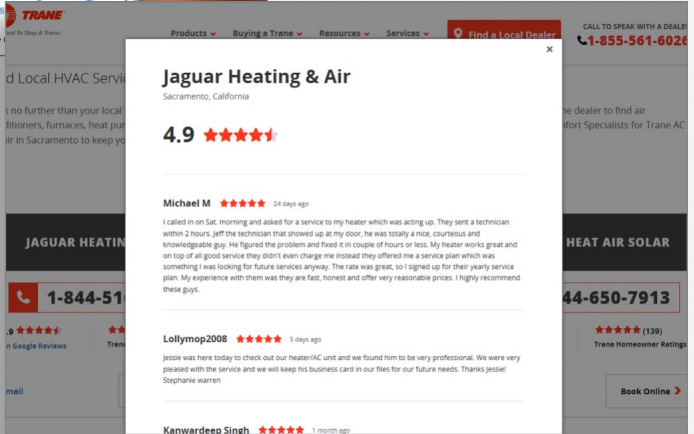 TRANE
Products
Buying a Trane
Resources
Services
Find a Local Dealer
CALL TO SPEAK WITH A DEALER
1-855-561-6026
×
d Local HVAC Servi
k no further than your local
ditioners, furnaces, heat pur
ir in Sacramento to keep yo
he dealer to find air
mfort Specialists for Trane AC
Jaguar Heating & Air
Sacramento, California
4.9
Michael M 24 days ago
I called in on Sat. morning and asked for a service to my heater which was acting up. They sent a technician
within 2 hours. Jeff the technician that showed up at my door, he was totally a nice, courteous and
knowledgeable guy. He figured the problem and fixed it in couple of hours or less. My heater works great and
on top of all good service they didn't even charge me instead they offered me a service plan which was
something I was looking for future services anyway. The rate was great, so I signed up for their yearly service
plan. My experience with them was they are fast, honest and offer very reasonable prices. I highly recommend
these guys.
Lollymop2008 5 days ago
Jessie was here today to check out our heater/AC unit and we found him to be very professional. We were very
pleased with the service and we will keep his business card in our files for our future needs. Thanks Jessie!
Stephanie warren
Kanwardeep Singh 1 month ago
JAGUAR HEATIN
1-844-51
.9
n Google Reviews
Trane
mail
HEAT AIR SOLAR
44-650-7913
(139)
Trane Homeowner Ratings
Book Online